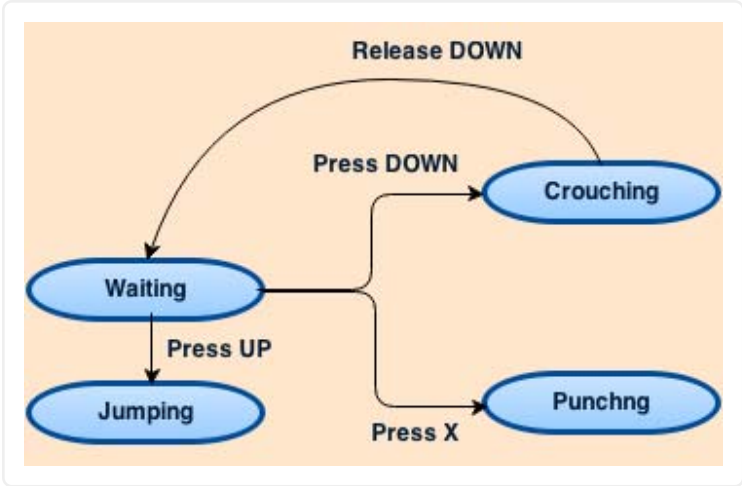 Release DOWN
Press DOWN
Crouching
Waiting
Press UP
Jumping
Punchng
Press X